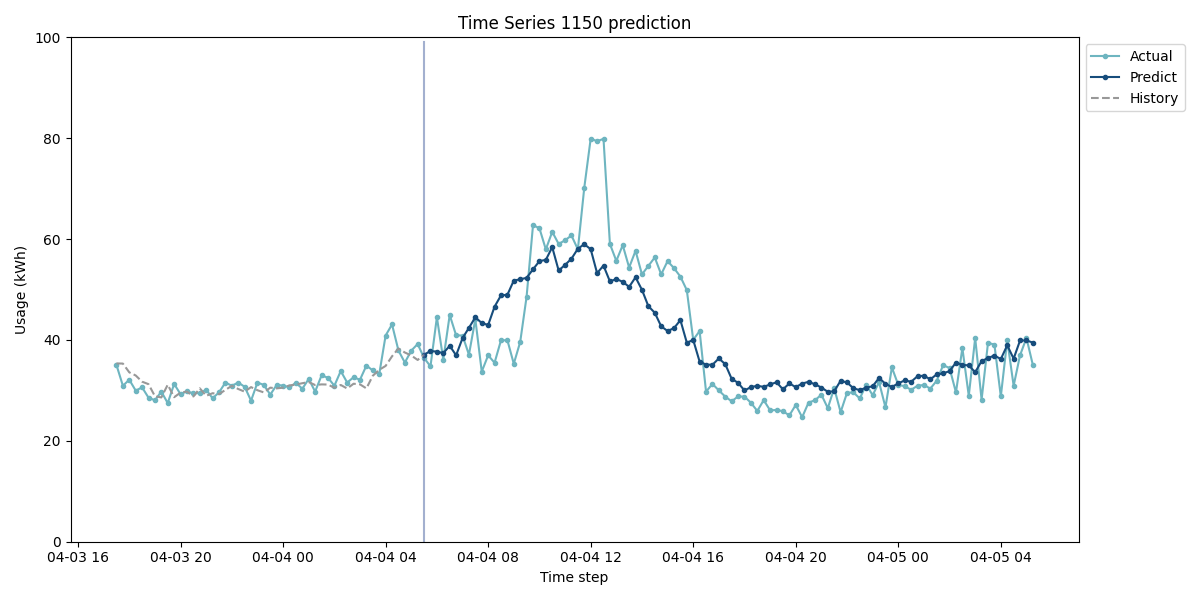 Time Series 1150 prediction
100
80
60
40
20
0
Usage (kWh)
04-03 16
04-03 20
04-04 00
04-04 04
04-04 08
04-04 12
04-04 16
04-04 20
04-05 00
04-05 04
Time step
Actual
Predict
History